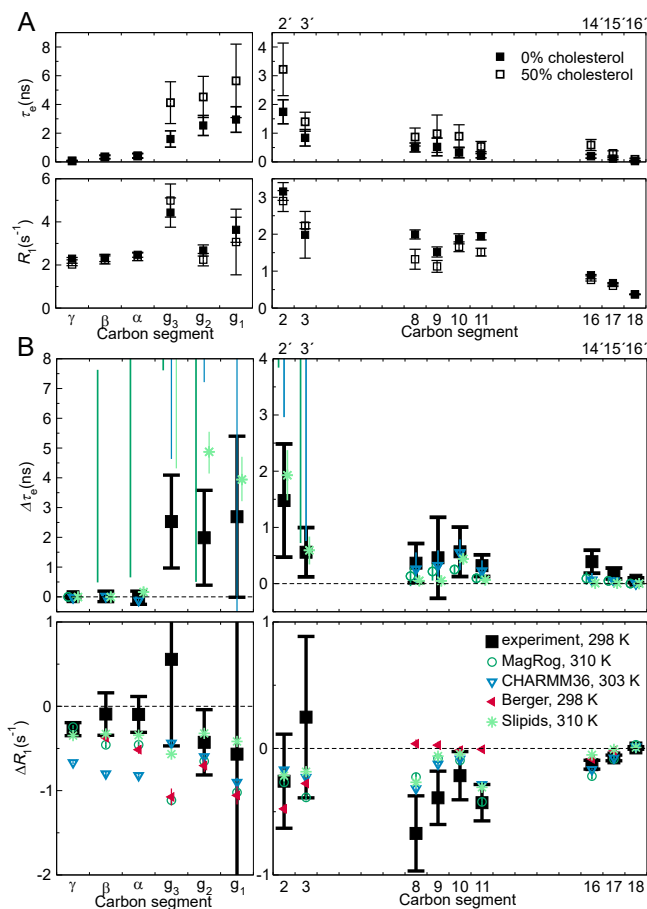 A
2′ 3′ 14′ 15′ 16′
τe(ns)
8
6
4
2
0
4
3
2
1
0
0% cholesterol
50% cholesterol
R1(s-1)
6
4
2
0
3
2
1
0
γ β α g3 g2 g1
2 3 8 9 10 11 16 17 18
Carbon segment Carbon segment
B
2′ 3′ 14′ 15′ 16′
Δτe(ns)
8
7
6
5
4
3
2
1
0
4
3
2
1
0
ΔR1(s-1)
0
-1
-2
1
0
-1
experiment, 298 K
MagRog, 310 K
CHARMM36, 303 K
Berger, 298 K
Slipids, 310 K
γ β α g3 g2 g1
2 3 8 9 10 11 16 17 18
Carbon segment Carbon segment